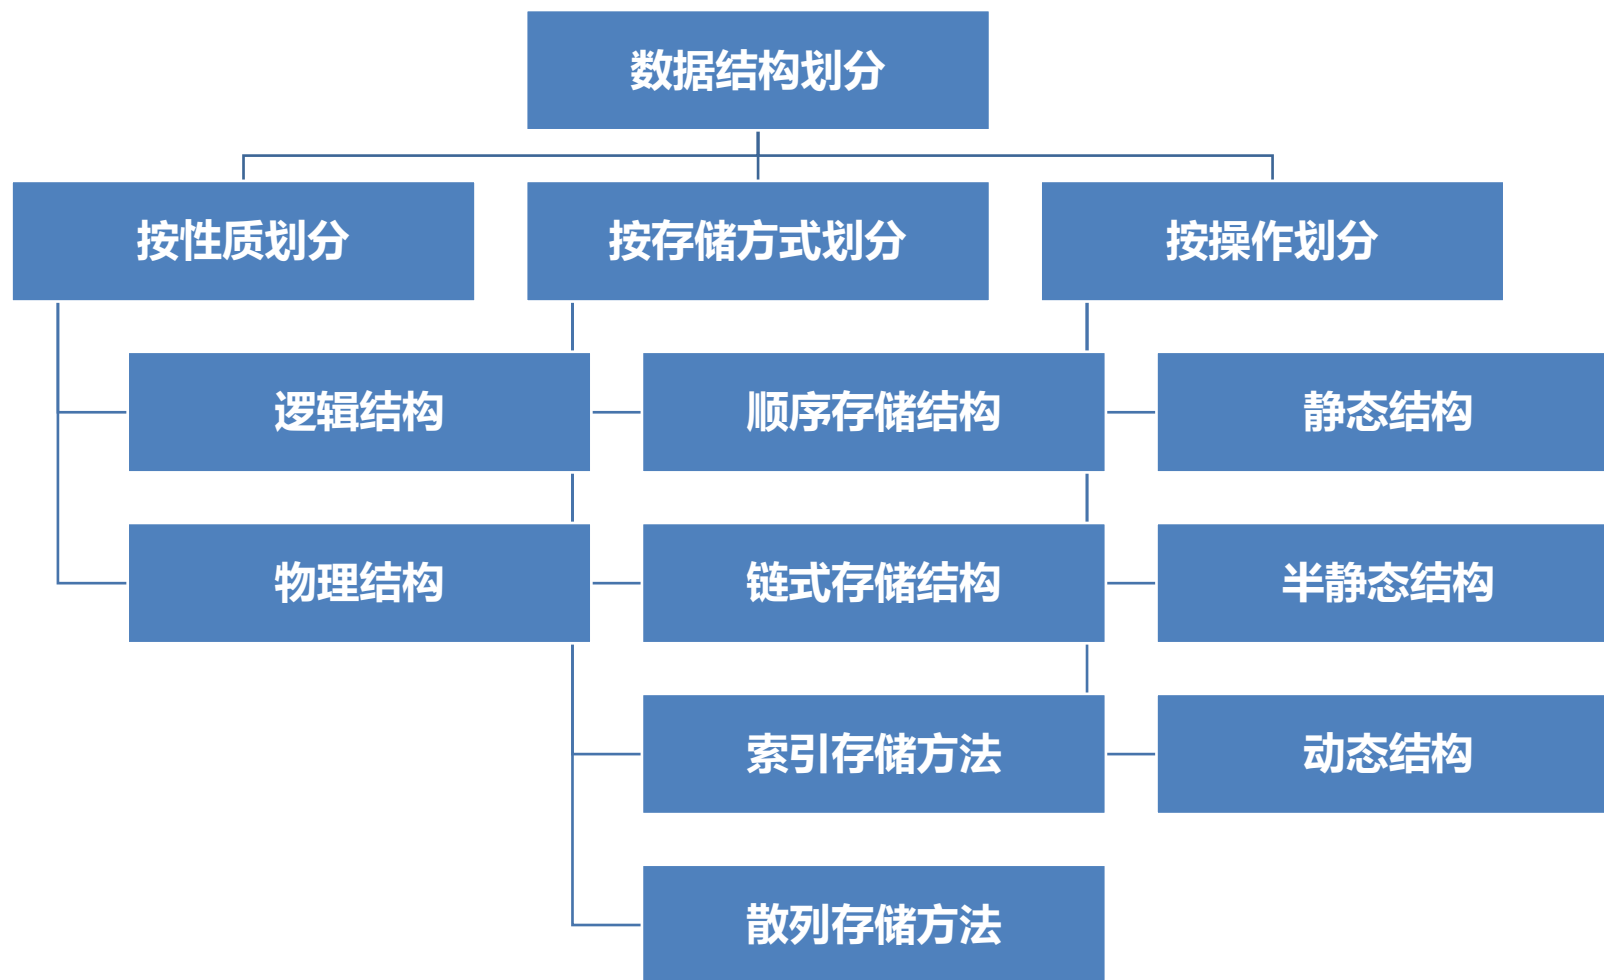 数据结构划分
按性质划分
按存储方式划分
按操作划分
逻辑结构
顺序存储结构
静态结构
物理结构
链式存储结构
半静态结构
索引存储方法
动态结构
散列存储方法